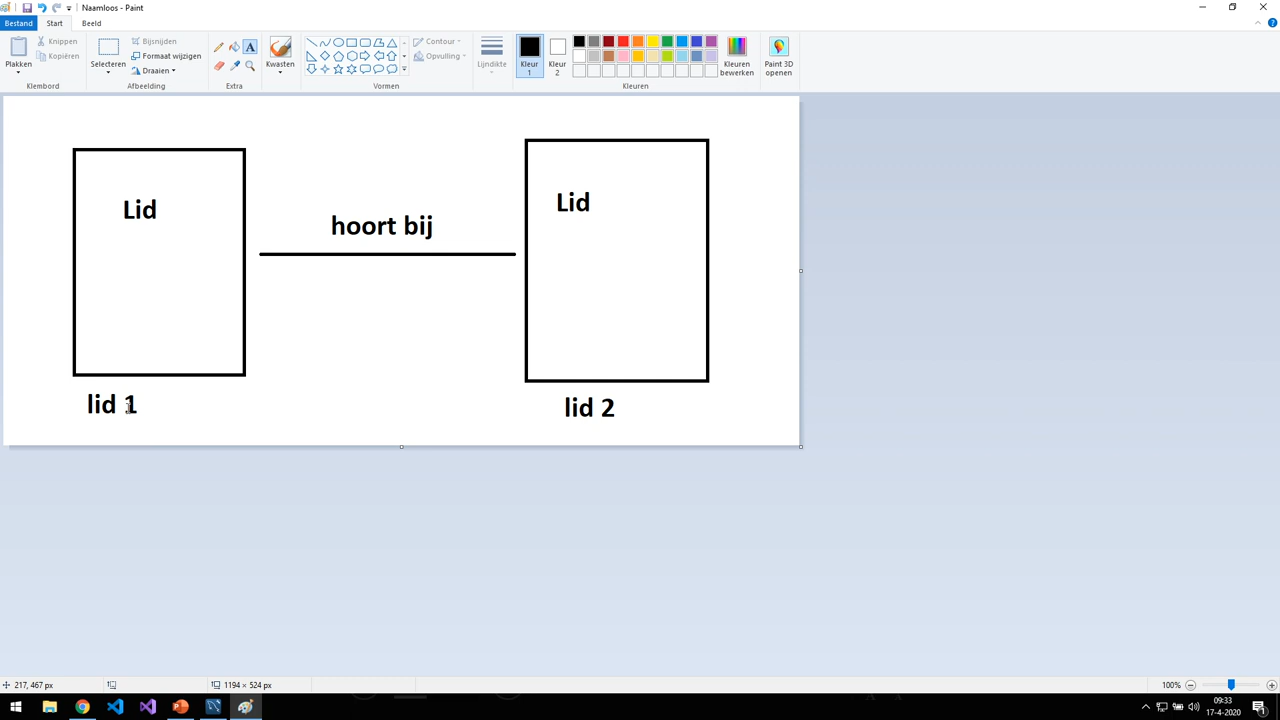 Naamloos - Paint
Bestand Start Beeld
Plakken Knippen Kopiëren
Selecteren Bijsnijden Formaat wijzigen Draaien
A
Kwasten
Contour Opvulling
Lijndikte
Kleur 1 Kleur 2
Kleuren bewerken
Paint 3D openen
Klembord Afbeelding Extra Vormen Kleuren
Lid
hoort bij
Lid
lid 1
lid 2
217, 467 px 1194 × 524 px 100%
09:33
17-4-2020